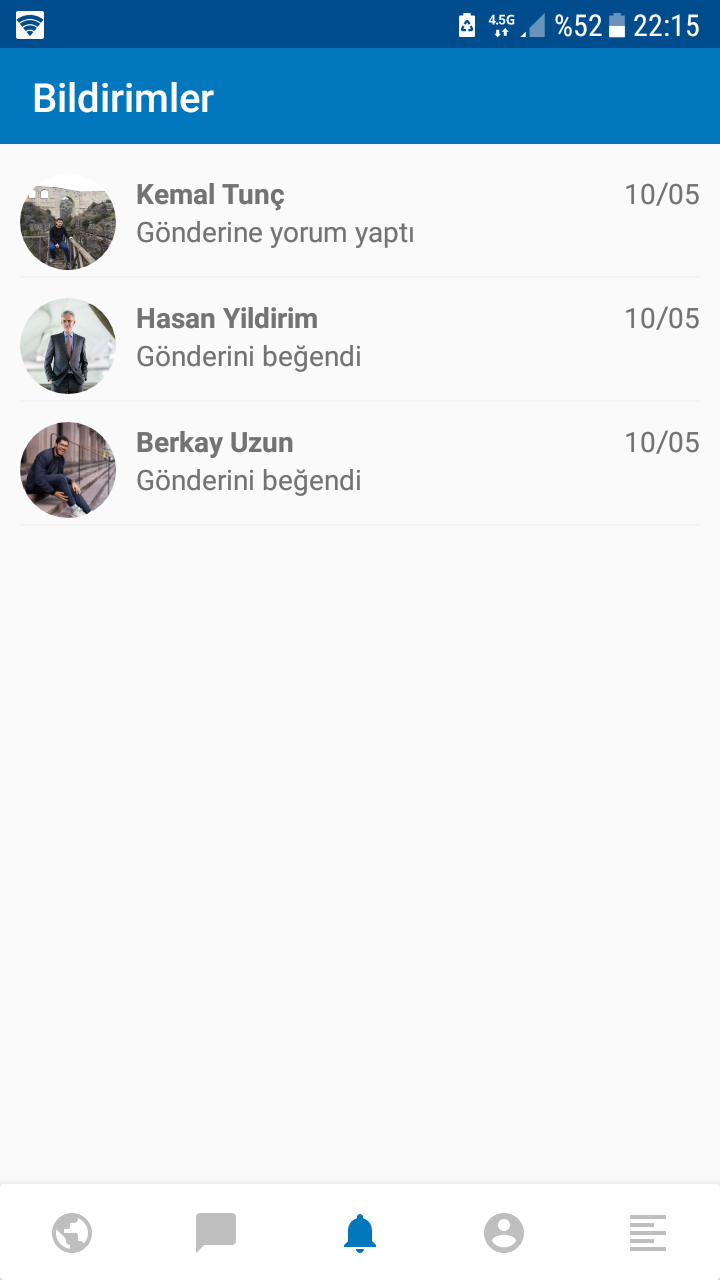 4.5G %52 22:15
Bildirimler
Kemal Tunç 10/05
Gönderine yorum yaptı
Hasan Yildirim 10/05
Gönderini beğendi
Berkay Uzun 10/05
Gönderini beğendi